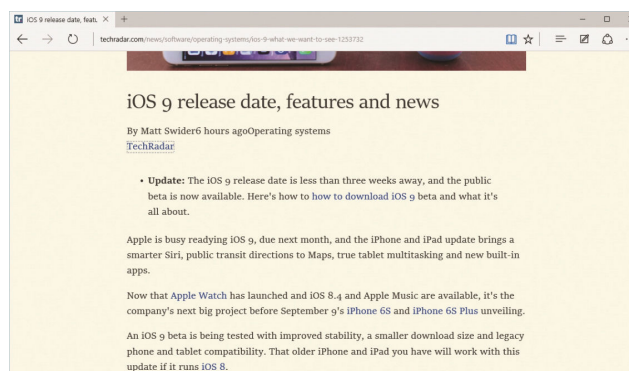 tr iOS 9 release date, featu
techradar.com/news/software/operating-systems/ios-9-what-we-want-to-see-1253732
iOS 9 release date, features and news
By Matt Swider6 hours agoOperating systems
TechRadar
• Update: The iOS 9 release date is less than three weeks away, and the public
beta is now available. Here's how to how to download iOS 9 beta and what it's
all about.
Apple is busy readying iOS 9, due next month, and the iPhone and iPad update brings a
smarter Siri, public transit directions to Maps, true tablet multitasking and new built-in
apps.
Now that Apple Watch has launched and iOS 8.4 and Apple Music are available, it's the
company's next big project before September 9's iPhone 6S and iPhone 6S Plus unveiling.
An iOS 9 beta is being tested with improved stability, a smaller download size and legacy
phone and tablet compatibility. That older iPhone and iPad you have will work with this
update if it runs iOS 8.